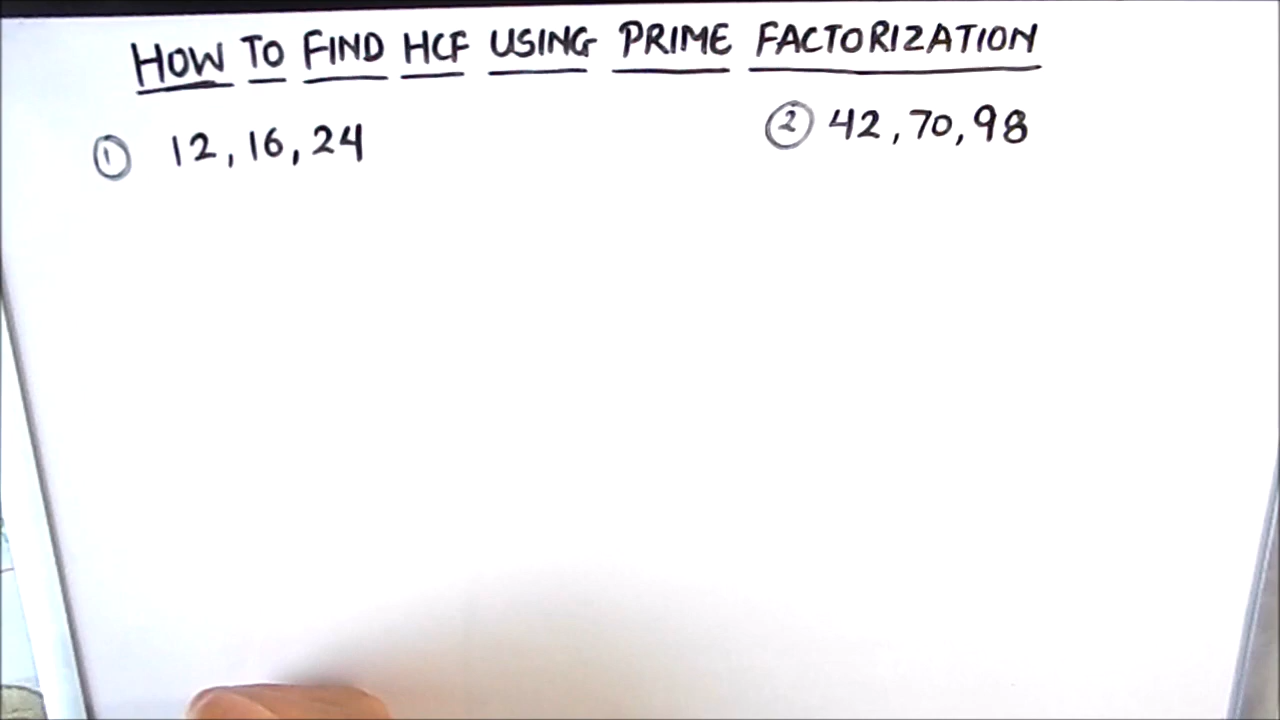 HOW TO FIND HCF USING PRIME FACTORIZATION
① 12, 16, 24
② 42, 70, 98